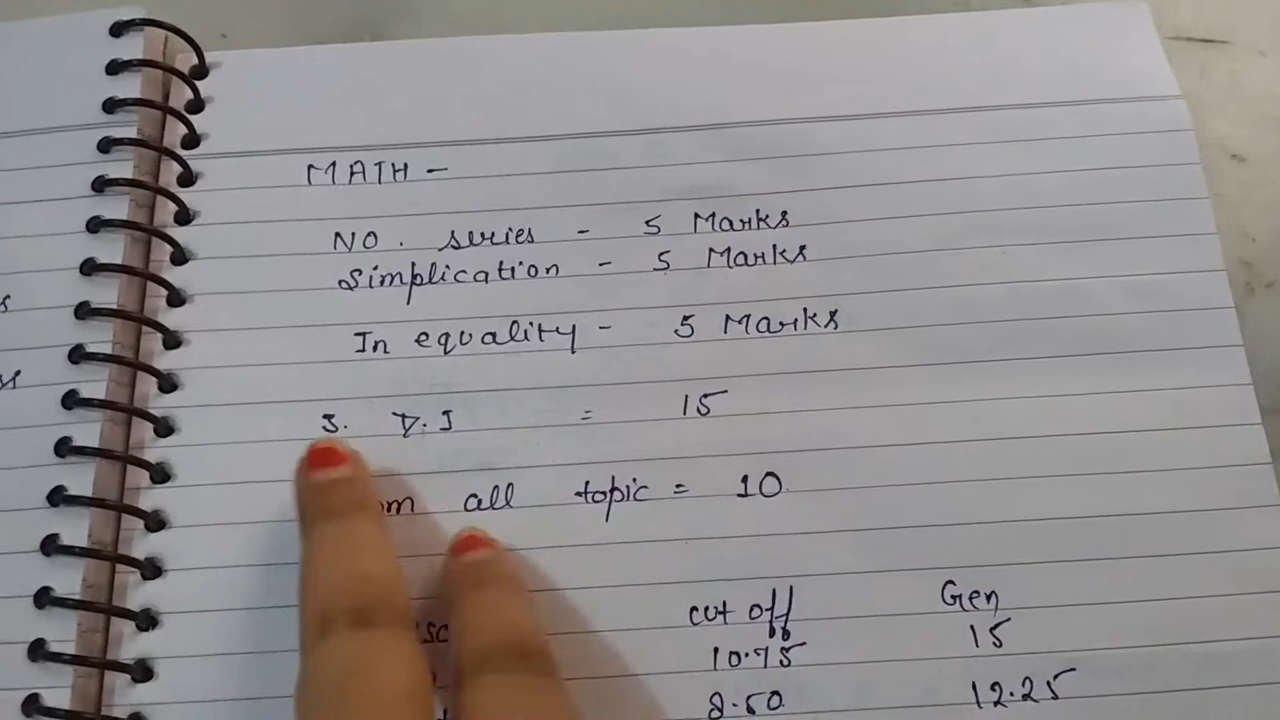 MATH -
NO. series - 5 Marks
Simplication - 5 Marks
In equality - 5 Marks
3. D.I = 15
all topic = 10
cut off Gen
10.75 15
8.50 12.25